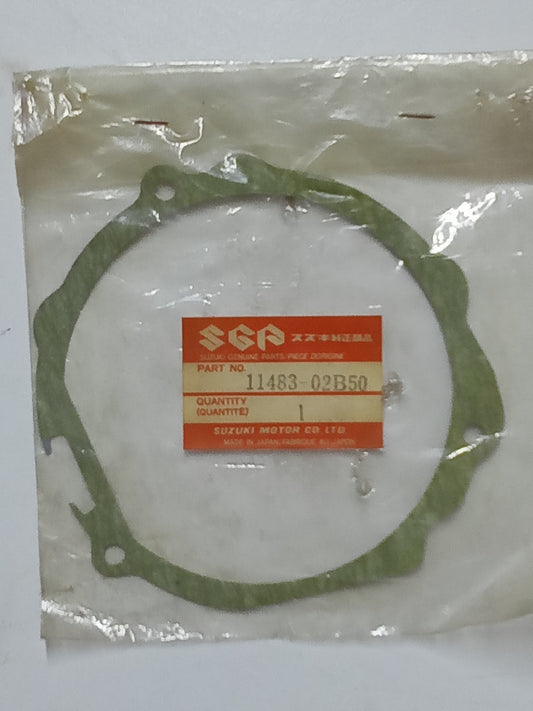 SGP スズキ純正部品
SUZUKI GENUINE PARTS/PIECE D'ORIGINE
PART NO. 11483-02B50
QUANTITY
(QUANTITÉ) 1
SUZUKI MOTOR CO. LTD.
MADE IN JAPAN/FABRIQUE AU JAPON